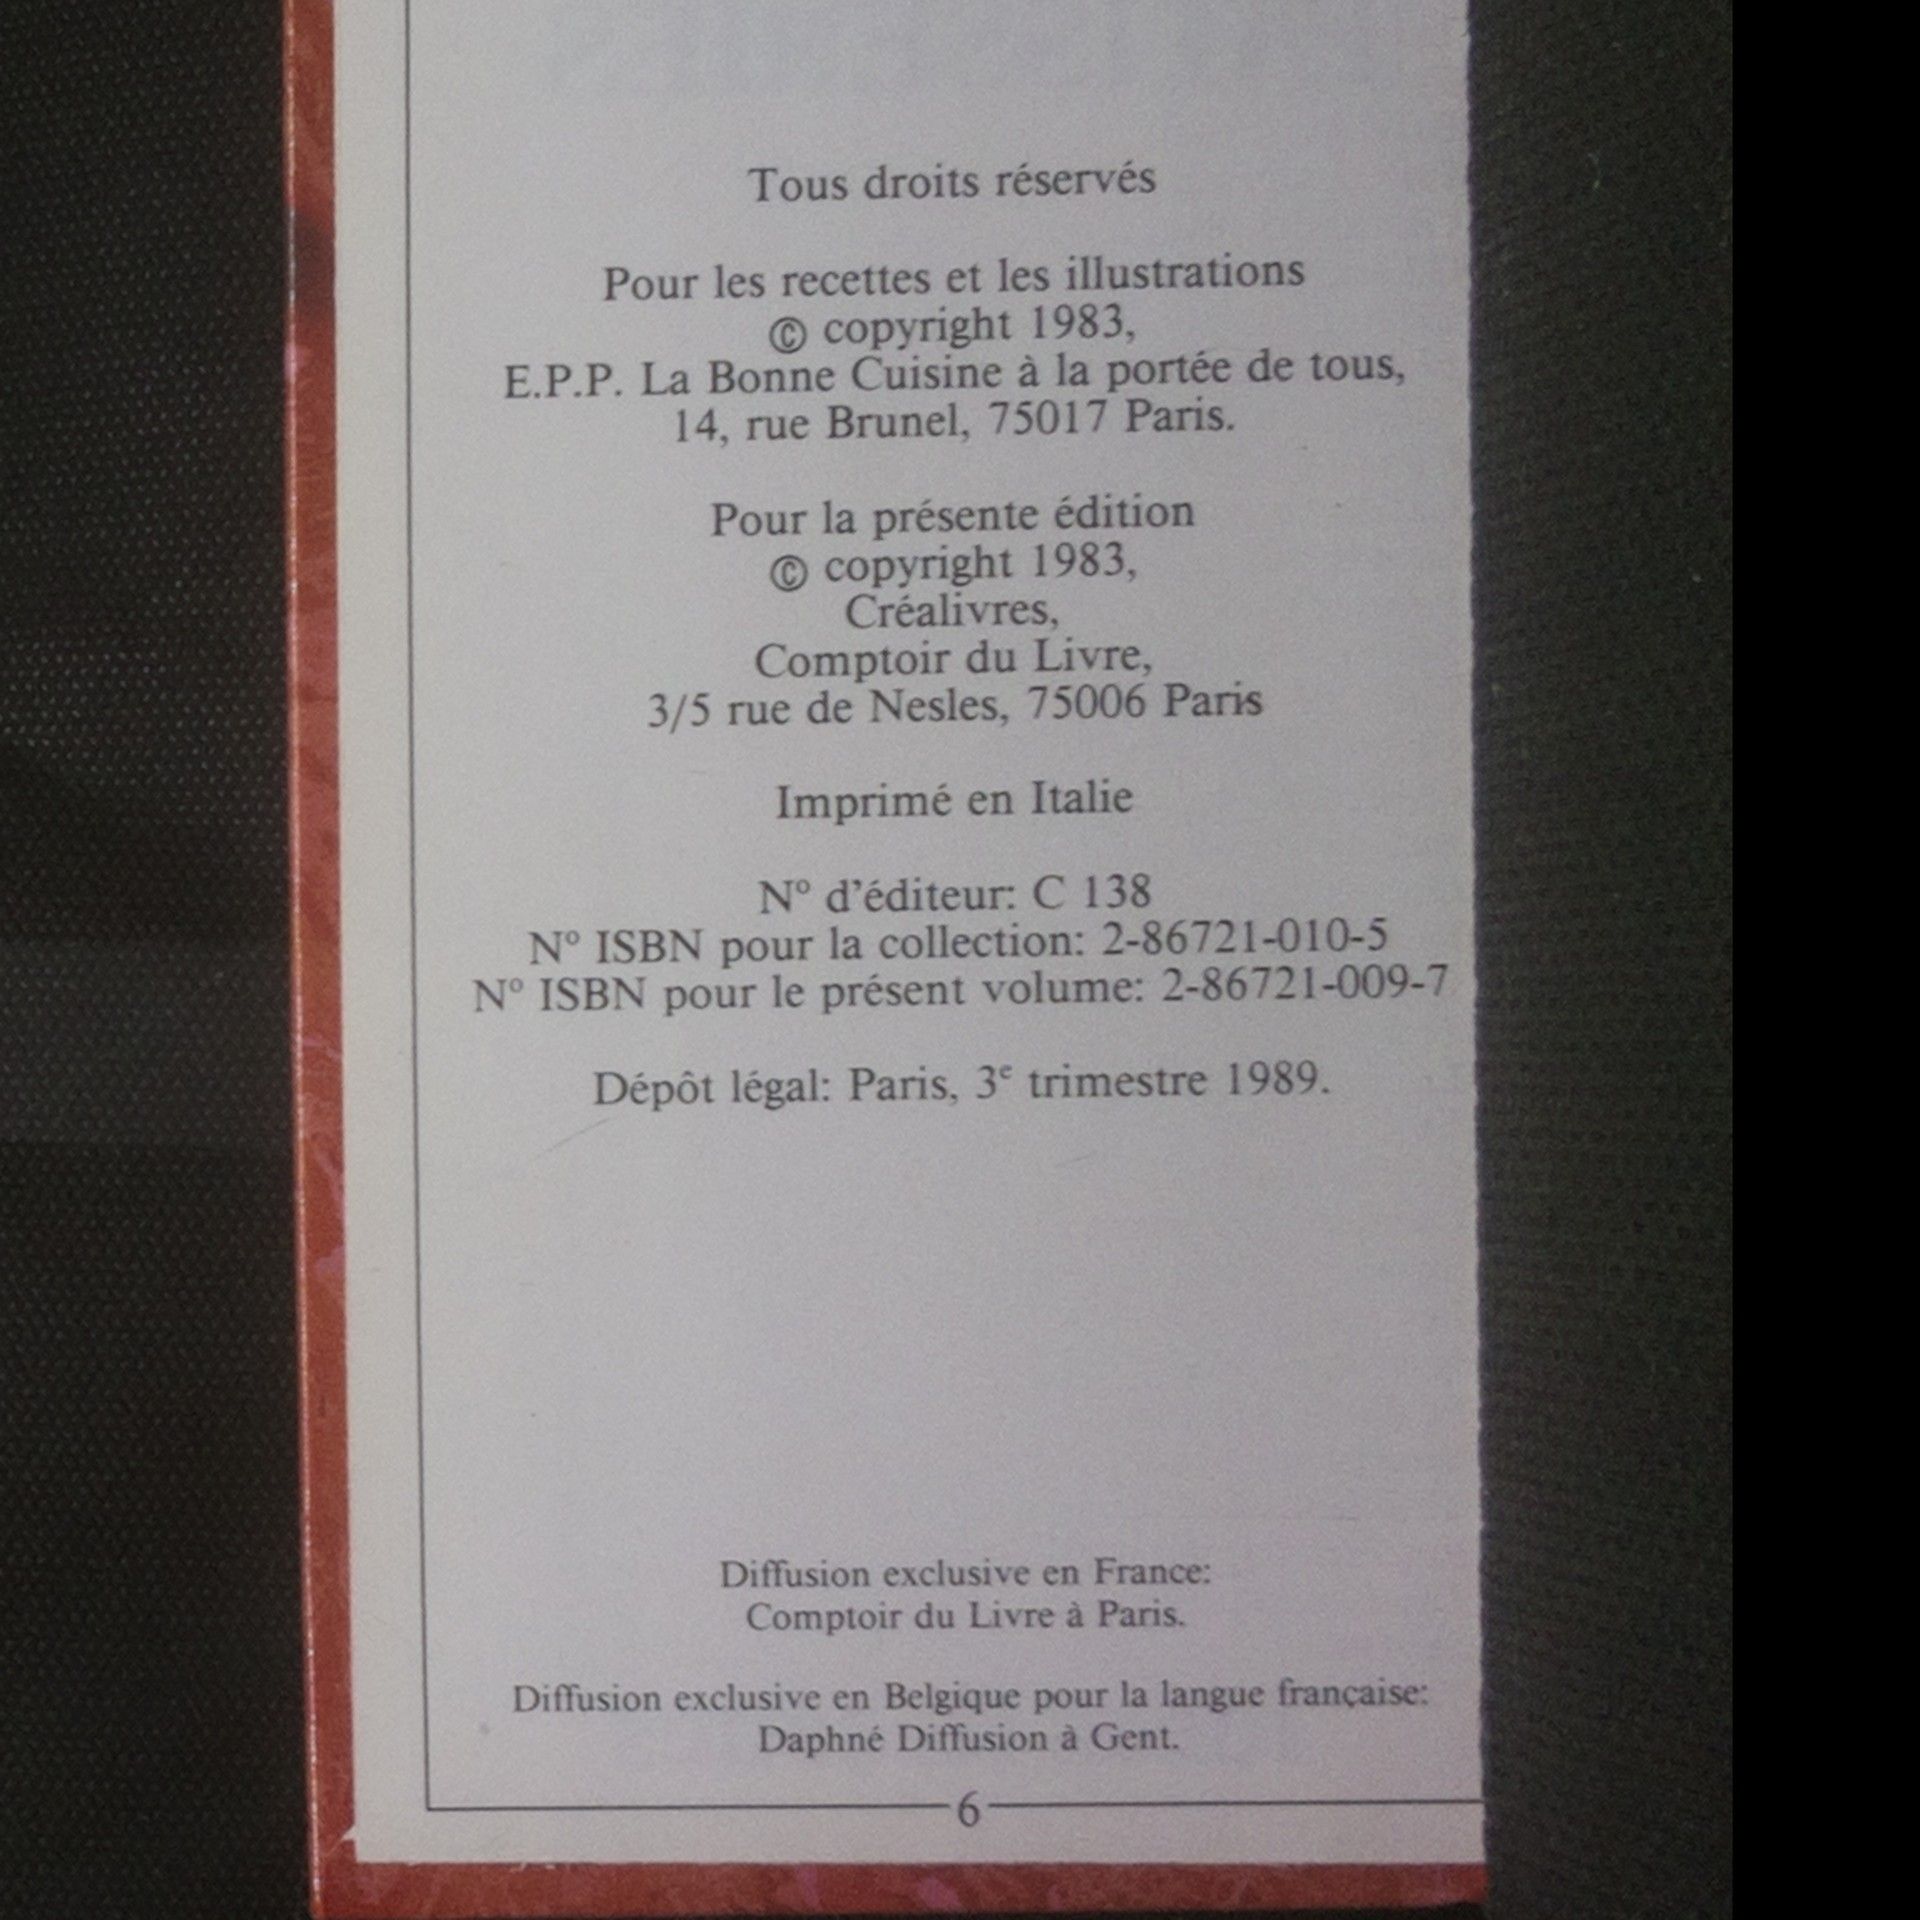 Tous droits réservés
Pour les recettes et les illustrations
© copyright 1983,
E.P.P. La Bonne Cuisine à la portée de tous,
14, rue Brunel, 75017 Paris.
Pour la présente édition
© copyright 1983,
Créalivres,
Comptoir du Livre,
3/5 rue de Nesles, 75006 Paris
Imprimé en Italie
Nº d'éditeur: C 138
Nº ISBN pour la collection: 2-86721-010-5
Nº ISBN pour le présent volume: 2-86721-009-7
Dépôt légal: Paris, 3e trimestre 1989.
Diffusion exclusive en France:
Comptoir du Livre à Paris.
Diffusion exclusive en Belgique pour la langue française:
Daphné Diffusion à Gent.
6